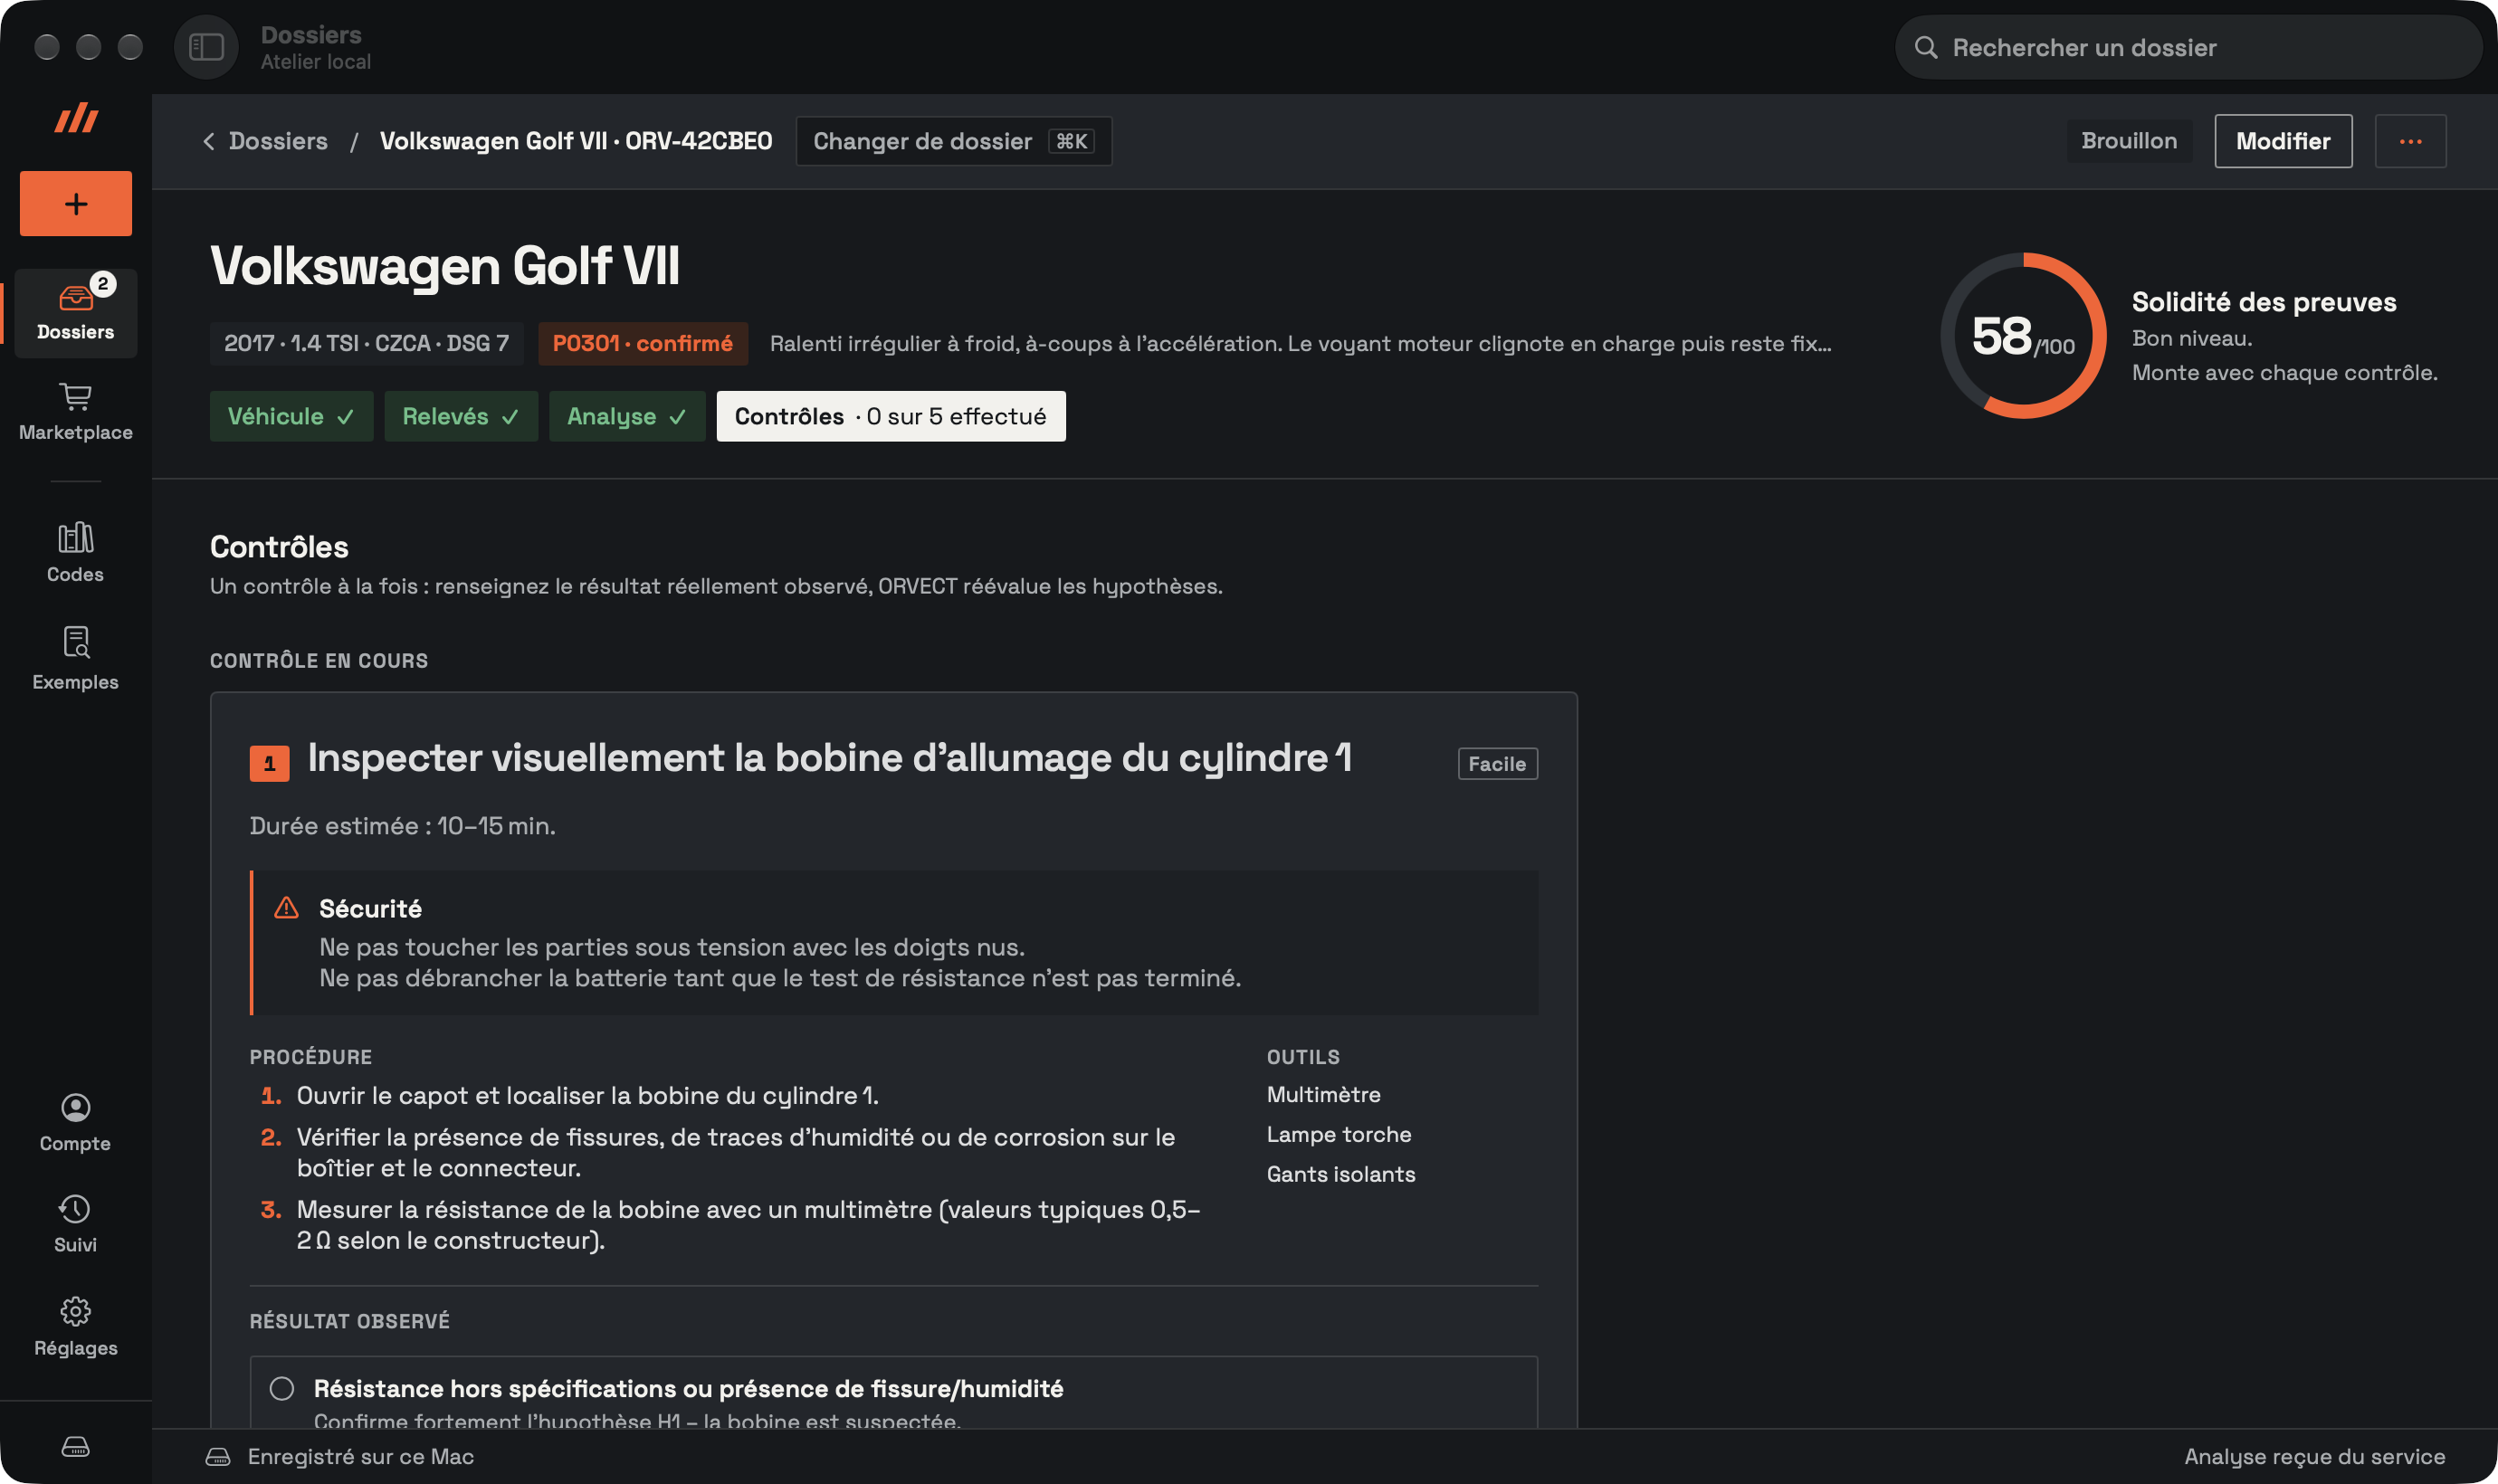 Dossiers
Atelier local
Rechercher un dossier
Dossiers / Volkswagen Golf VII · ORV-42CBE0
Changer de dossier ⌘K
Brouillon
Modifier
+
2
Dossiers
Marketplace
Codes
Exemples
Compte
Suivi
Réglages
Volkswagen Golf VII
2017 · 1.4 TSI · CZCA · DSG 7
P0301 · confirmé
Ralenti irrégulier à froid, à-coups à l'accélération. Le voyant moteur clignote en charge puis reste fix...
Véhicule ✓
Relevés ✓
Analyse ✓
Contrôles · 0 sur 5 effectué
58/100
Solidité des preuves
Bon niveau.
Monte avec chaque contrôle.
Contrôles
Un contrôle à la fois : renseignez le résultat réellement observé, ORVECT réévalue les hypothèses.
CONTRÔLE EN COURS
1 Inspecter visuellement la bobine d'allumage du cylindre 1
Facile
Durée estimée : 10–15 min.
Sécurité
Ne pas toucher les parties sous tension avec les doigts nus.
Ne pas débrancher la batterie tant que le test de résistance n'est pas terminé.
PROCÉDURE
1. Ouvrir le capot et localiser la bobine du cylindre 1.
2. Vérifier la présence de fissures, de traces d'humidité ou de corrosion sur le
boîtier et le connecteur.
3. Mesurer la résistance de la bobine avec un multimètre (valeurs typiques 0,5–
2 Ω selon le constructeur).
OUTILS
Multimètre
Lampe torche
Gants isolants
RÉSULTAT OBSERVÉ
Résistance hors spécifications ou présence de fissure/humidité
Confirme fortement l'hypothèse H1 – la bobine est suspectée.
Enregistré sur ce Mac
Analyse reçue du service